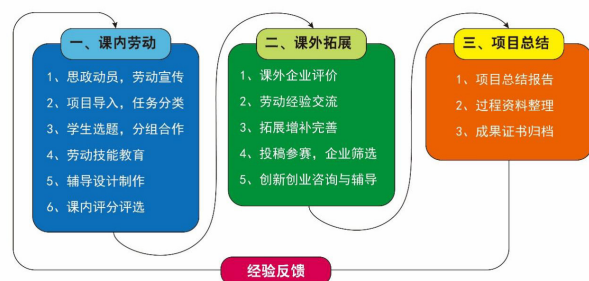 一、课内劳动
1、思政动员，劳动宣传
2、项目导入，任务分类
3、学生选题，分组合作
4、劳动技能教育
5、辅导设计制作
6、课内评分评选
二、课外拓展
1、课外企业评价
2、劳动经验交流
3、拓展增补完善
4、投稿参赛，企业筛选
5、创新创业咨询与辅导
三、项目总结
1、项目总结报告
2、过程资料整理
3、成果证书归档
经验反馈